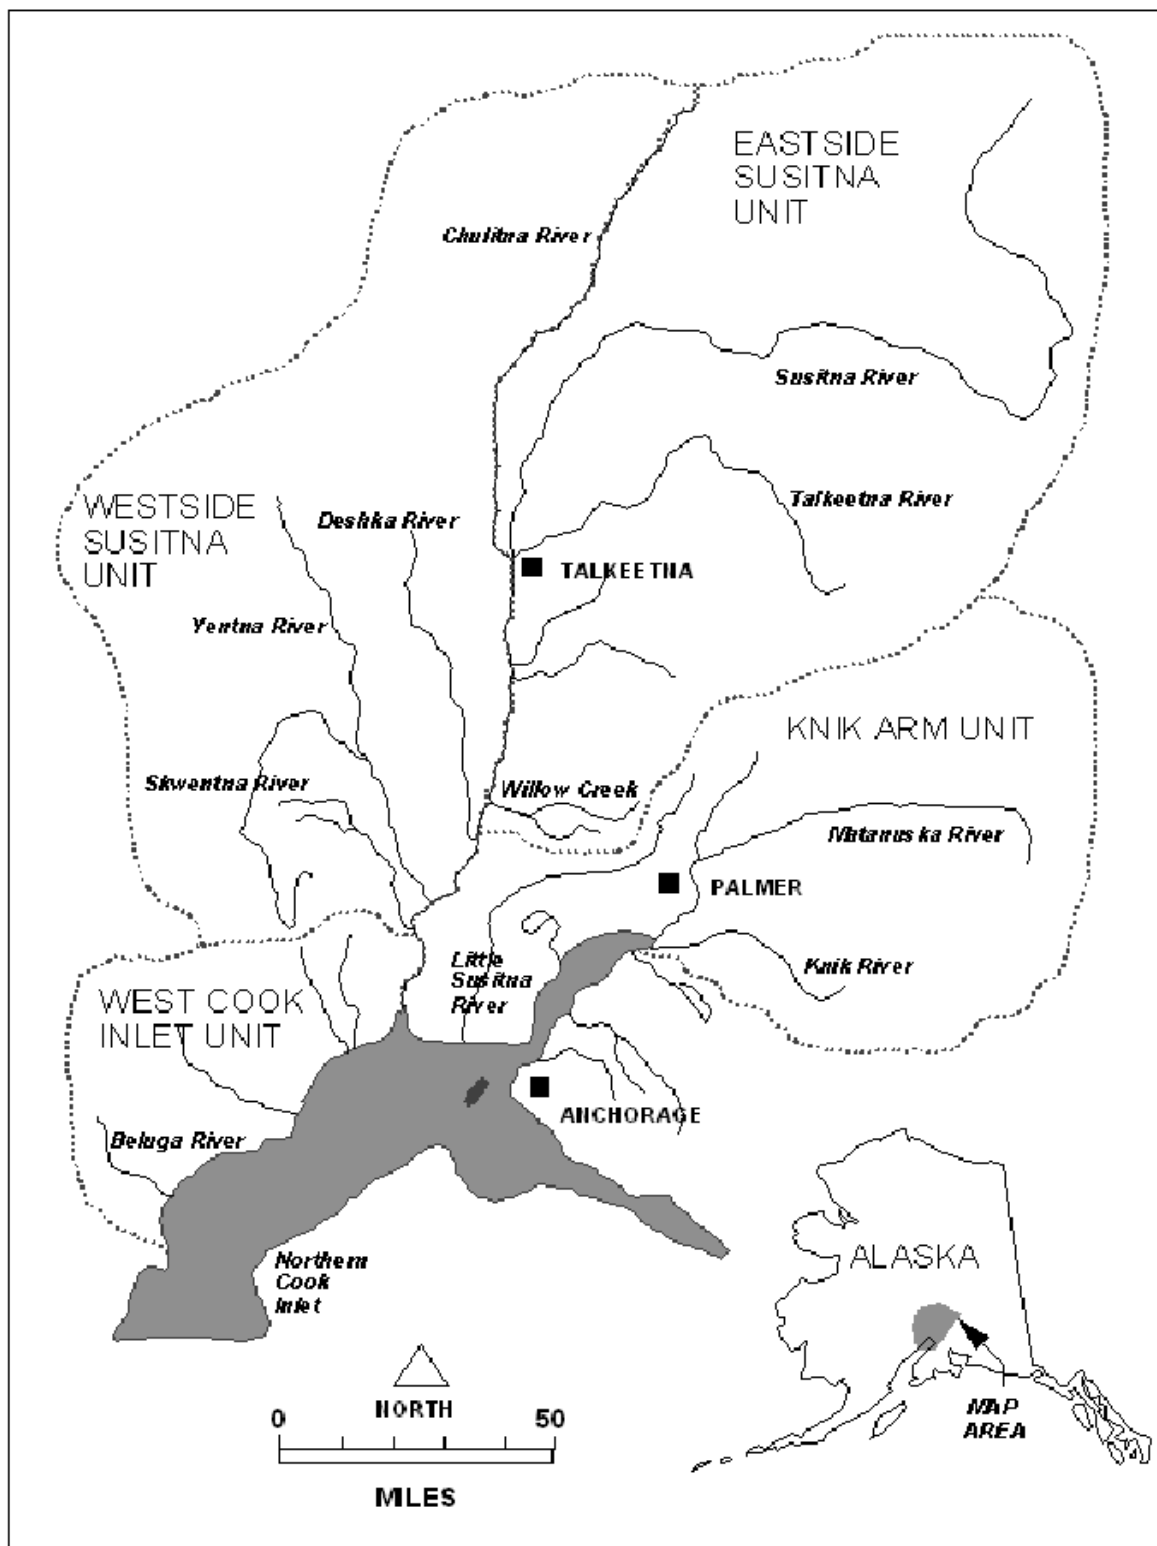 EASTSIDE
SUSITNA
UNIT
Chulitna River
Susitna River
WESTSIDE
SUSITNA
UNIT
Deshka River
Talkeetna River
TALKEETNA
Yentna River
KNIK ARM UNIT
Skwentna River
Willow Creek
Matanuska River
PALMER
Little
Susitna
River
Knik River
WEST COOK
INLET UNIT
ANCHORAGE
Beluga River
Northern
Cook
Inlet
ALASKA
NORTH
0
50
MILES
MAP
AREA